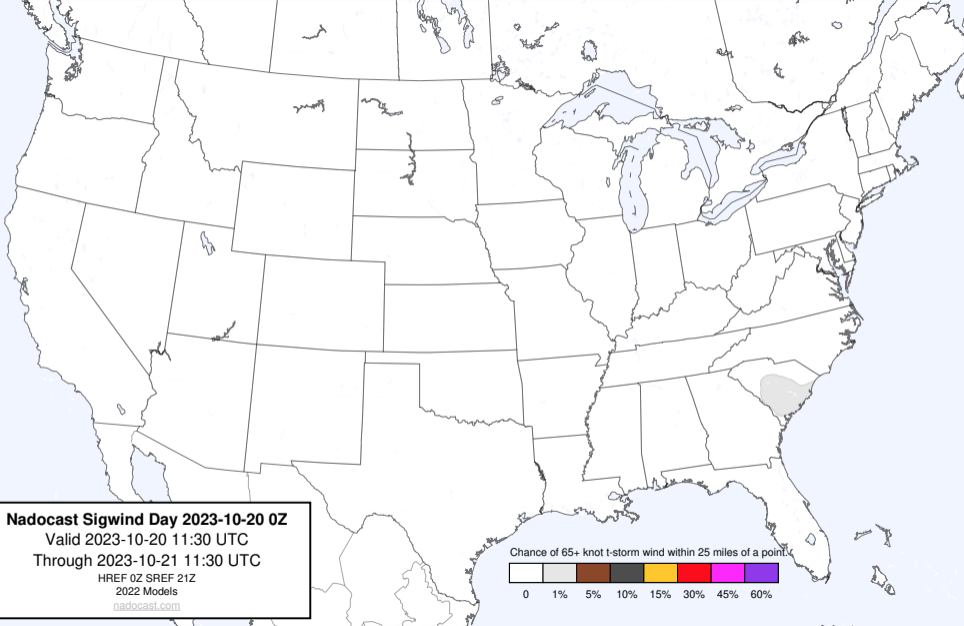 Nadocast Sigwind Day 2023-10-20 0Z
Valid 2023-10-20 11:30 UTC
Through 2023-10-21 11:30 UTC
HREF 0Z SREF 21Z
2022 Models
nadocast.com
Chance of 65+ knot t-storm wind within 25 miles of a point.
0 1% 5% 10% 15% 30% 45% 60%